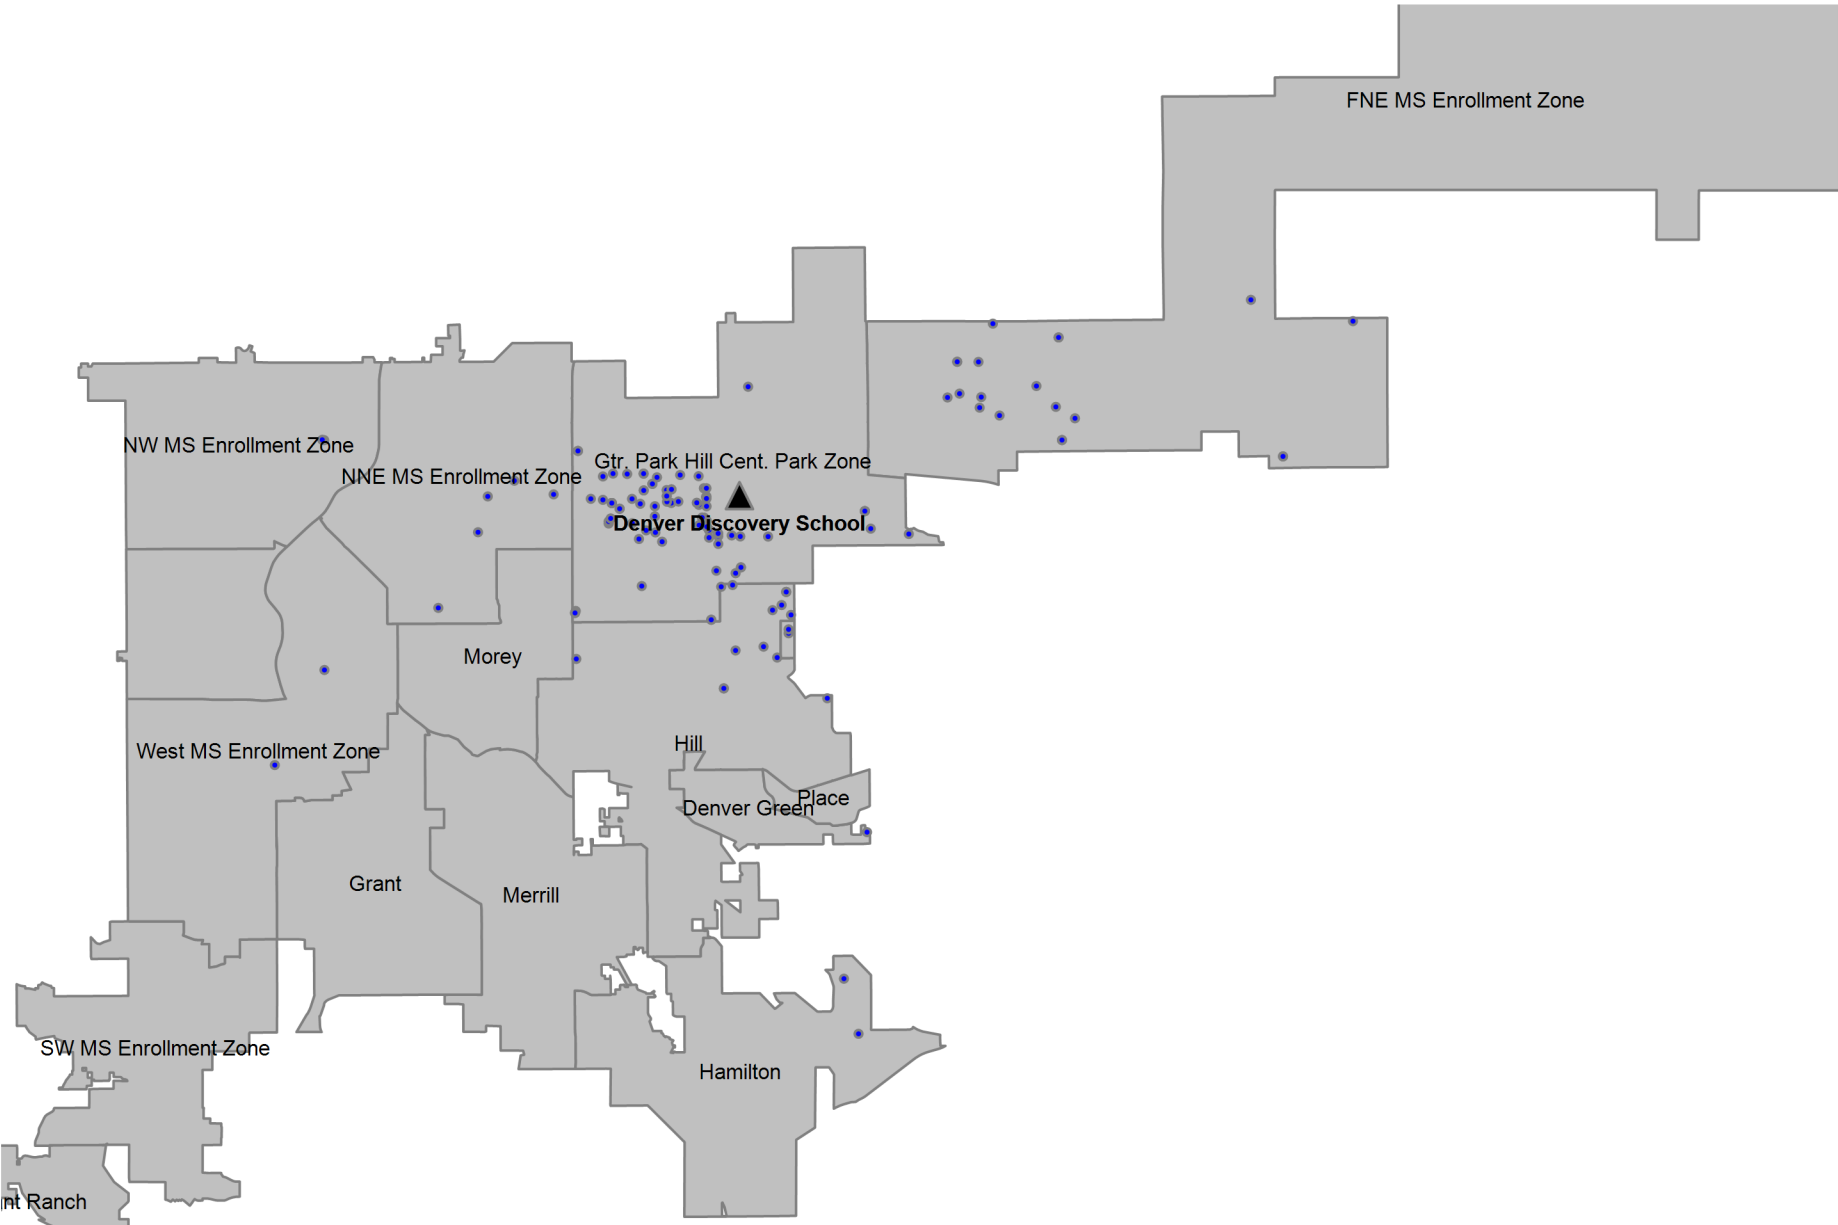 FNE MS Enrollment Zone
NW MS Enrollment Zone
Gtr. Park Hill Cent. Park Zone
NNE MS Enrollment Zone
Denver Discovery School
Morey
Hill
West MS Enrollment Zone
Place
Denver Green
Grant
Merrill
SW MS Enrollment Zone
Hamilton
nt Ranch